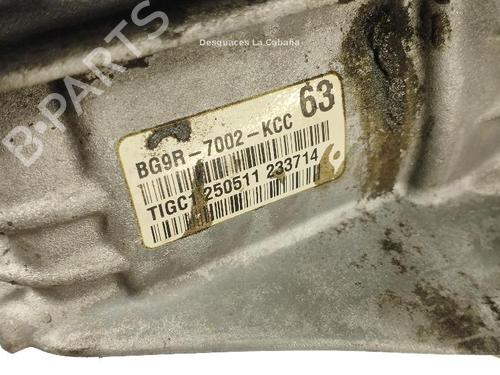 Desguaces La Cabaña
B-PARTS
63
BG9R-7002-KCC
TIGC1 250511 233714